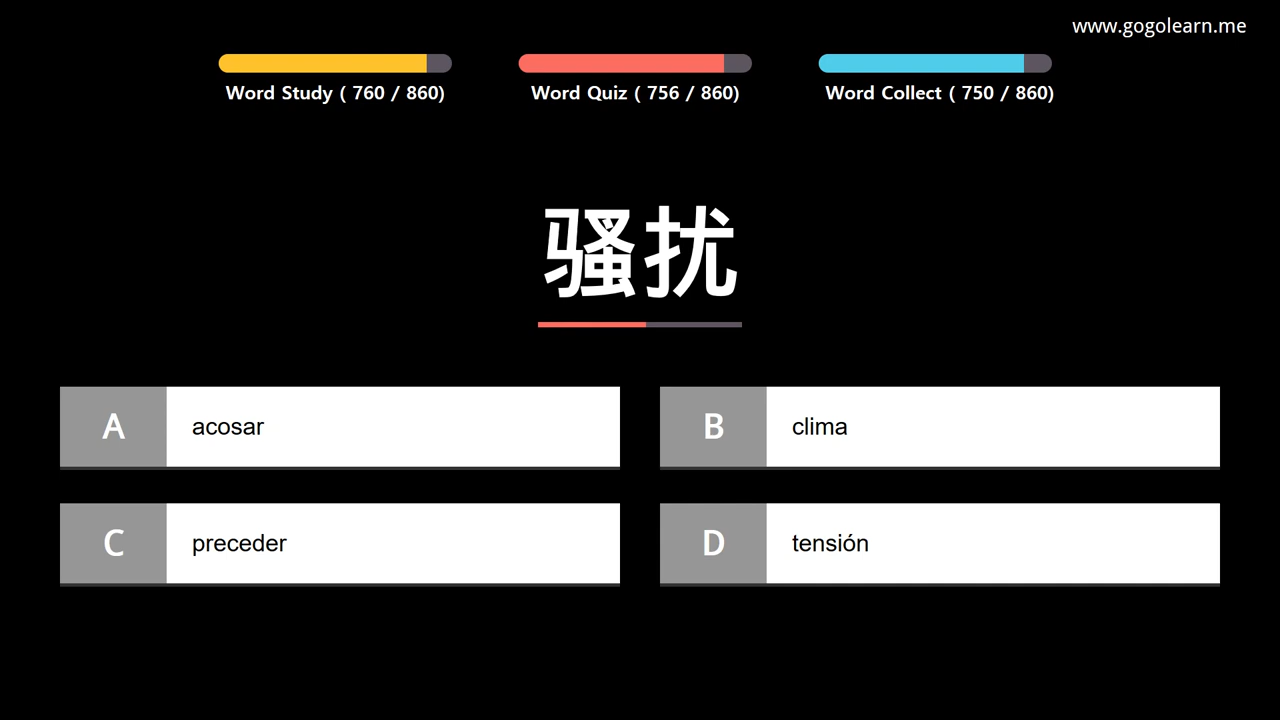 www.gogolearn.me
Word Study ( 760 / 860)
Word Quiz ( 756 / 860)
Word Collect ( 750 / 860)
骚扰
A acosar
B clima
C preceder
D tensión